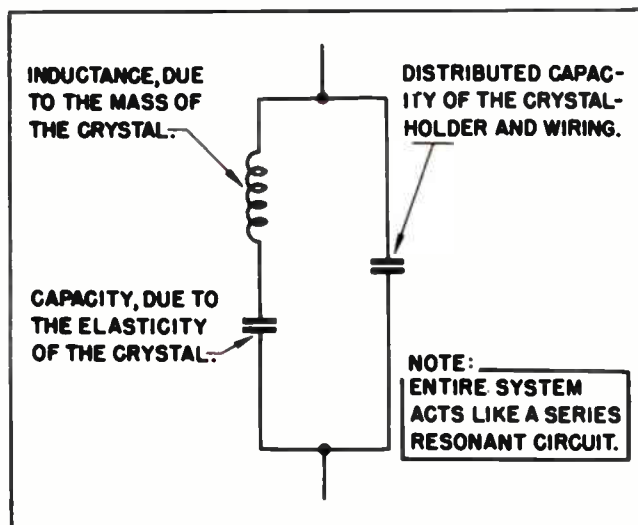 INDUCTANCE, DUE
TO THE MASS OF
THE CRYSTAL.
DISTRIBUTED CAPAC-
ITY OF THE CRYSTAL-
HOLDER AND WIRING.
CAPACITY, DUE TO
THE ELASTICITY
OF THE CRYSTAL.
NOTE:
ENTIRE SYSTEM
ACTS LIKE A SERIES
RESONANT CIRCUIT.